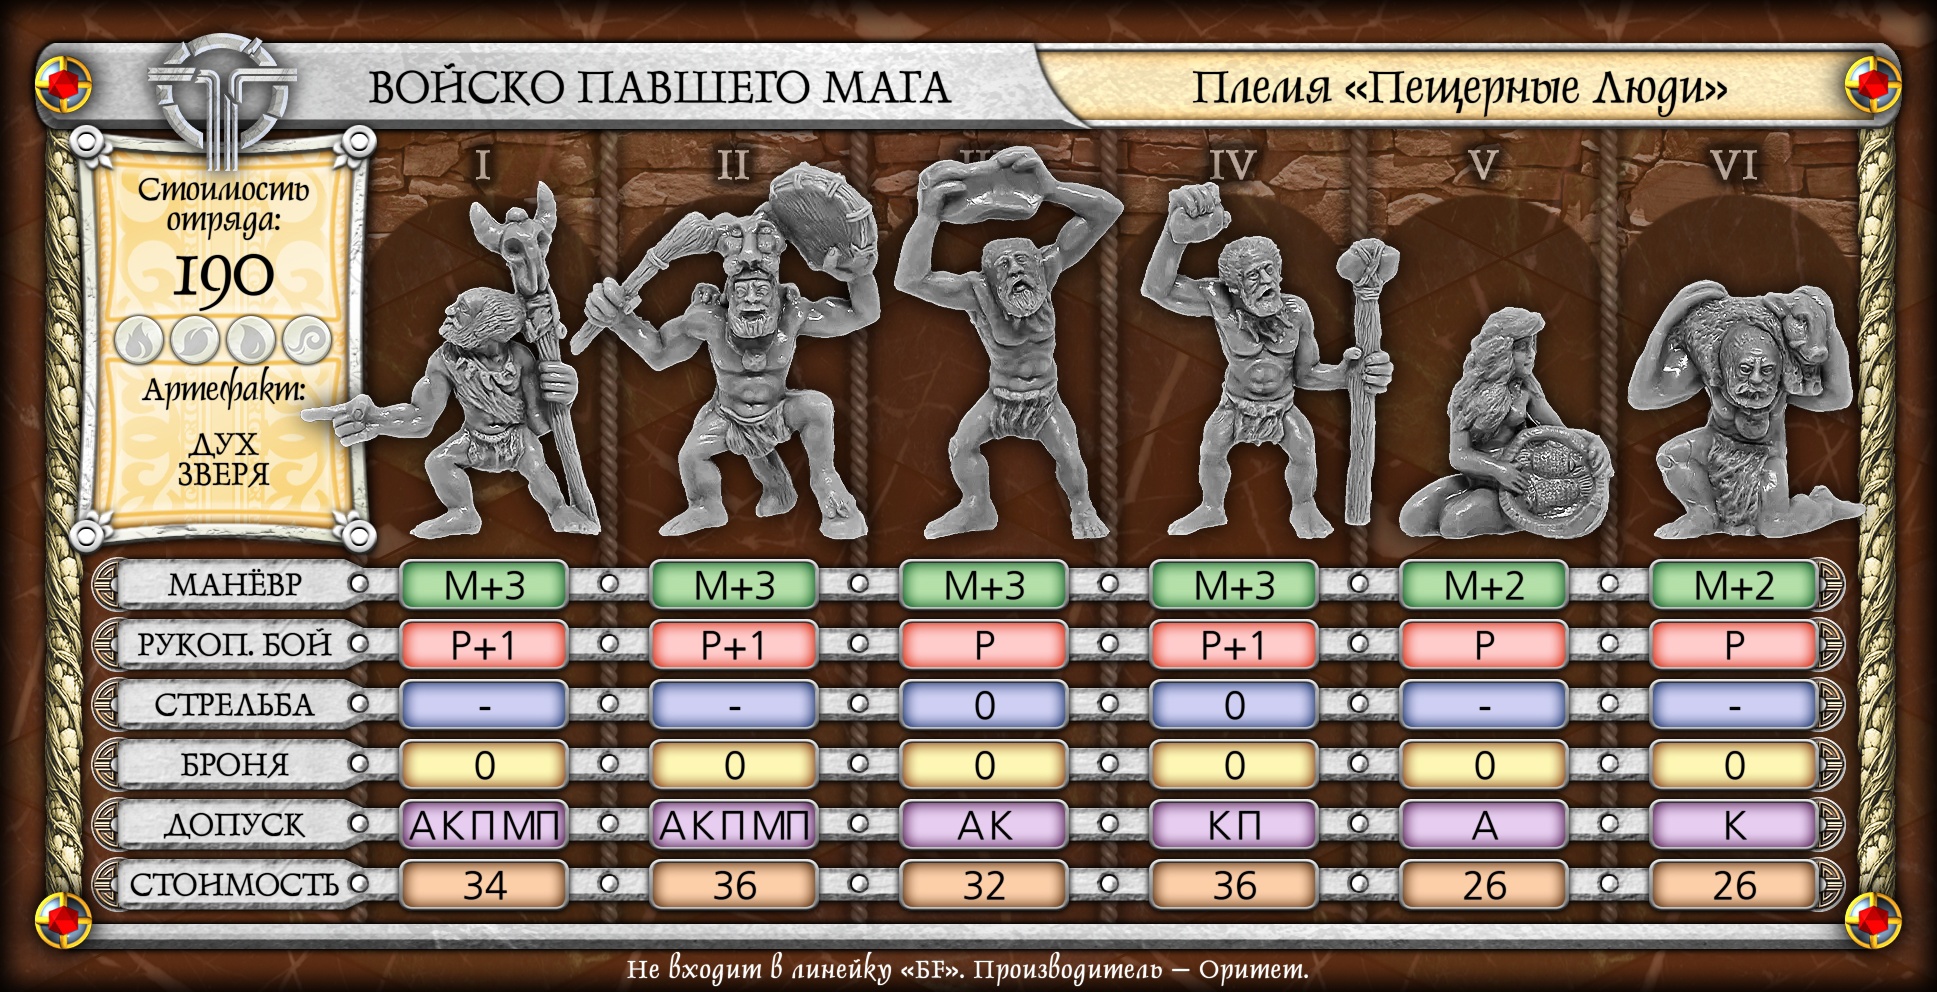 ВОЙСКО ПАВШЕГО МАГА
Племя «Пещерные Люди»
Стоимость
отряда:
190
Артефакт:
ДУХ
ЗВЕРЯ
I II III IV V VI
МАНЁВР М+3 М+3 М+3 М+3 М+2 М+2
РУКОП. БОЙ Р+1 Р+1 Р Р+1 Р Р
СТРЕЛЬБА - - 0 0 - -
БРОНЯ 0 0 0 0 0 0
ДОПУСК АКПМП АКПМП АК КП А К
СТОИМОСТЬ 34 36 32 36 26 26
Не входит в линейку «БF». Производитель — Оритет.